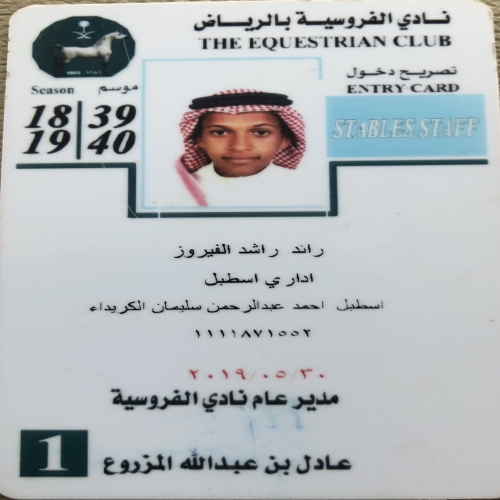 نادي الفروسية بالرياض
THE EQUESTRIAN CLUB
تصريح دخول
ENTRY CARD
Season موسم
18 39
19 40
STABLES STAFF
رائد راشد الفيروز
اداري اسطبل
اسطبل احمد عبدالرحمن سليمان الكريداء
٢٠١٩/٠٥/٣٠
مدير عام نادي الفروسية
عادل بن عبدالله المزروع
1